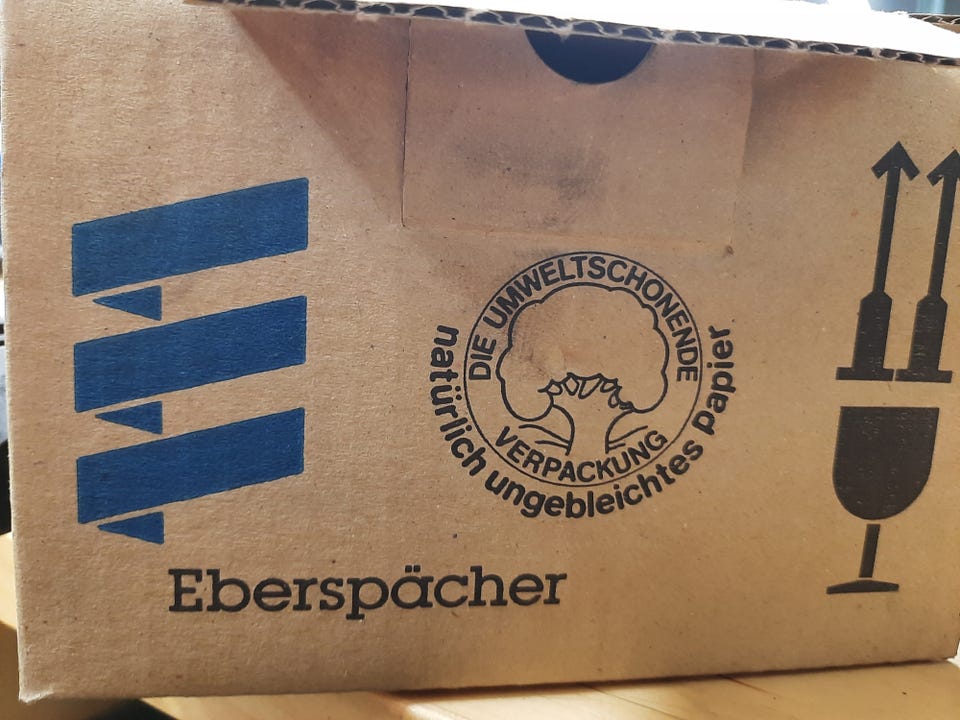 DIE UMWELTSCHONENDE
VERPACKUNG
natürlich ungebleichtes papier
Eberspächer